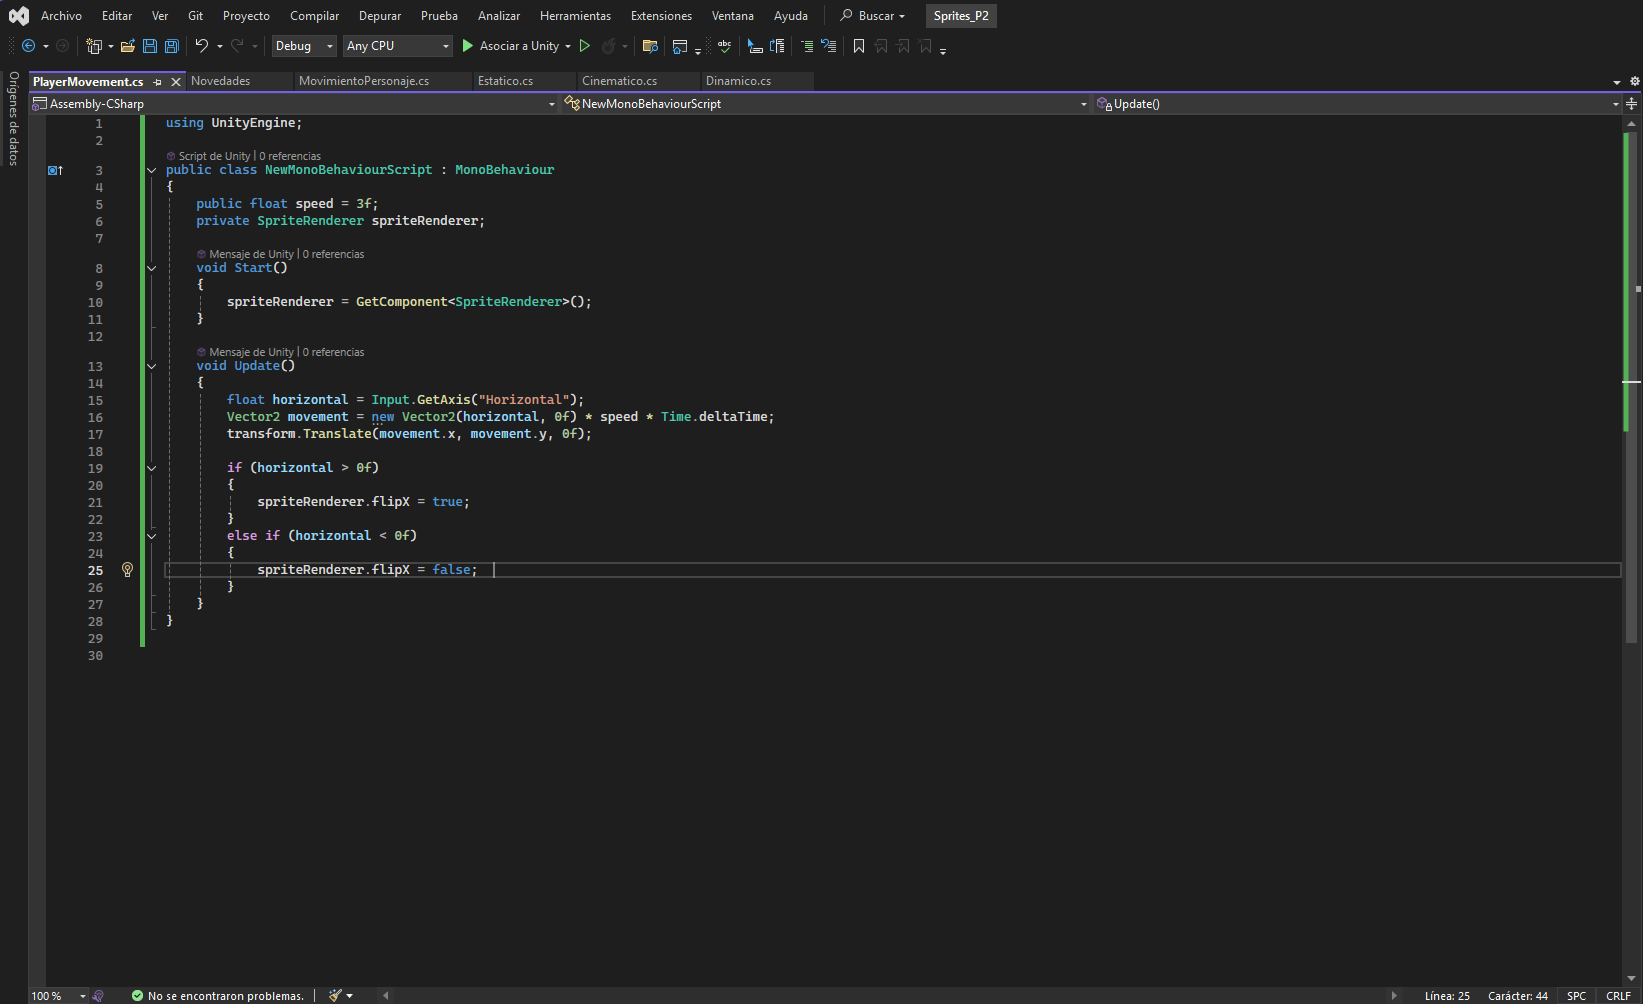 Archivo Editar Ver Git Proyecto Compilar Depurar Prueba Analizar Herramientas Extensiones Ventana Ayuda Buscar Sprites_P2
Debug Any CPU Asociar a Unity abc
Orígenes de datos
PlayerMovement.cs Novedades MovimientoPersonaje.cs Estatico.cs Cinematico.cs Dinamico.cs
Assembly-CSharp NewMonoBehaviourScript Update()
1 using UnityEngine;
2
Script de Unity | 0 referencias
3 public class NewMonoBehaviourScript : MonoBehaviour
4 {
5 public float speed = 3f;
6 private SpriteRenderer spriteRenderer;
7
Mensaje de Unity | 0 referencias
8 void Start()
9 {
10 spriteRenderer = GetComponent<SpriteRenderer>();
11 }
12
Mensaje de Unity | 0 referencias
13 void Update()
14 {
15 float horizontal = Input.GetAxis("Horizontal");
16 Vector2 movement = new Vector2(horizontal, 0f) * speed * Time.deltaTime;
17 transform.Translate(movement.x, movement.y, 0f);
18
19 if (horizontal > 0f)
20 {
21 spriteRenderer.flipX = true;
22 }
23 else if (horizontal < 0f)
24 {
25 spriteRenderer.flipX = false;
26 }
27 }
28 }
29
30
100 % No se encontraron problemas. Línea: 25 Carácter: 44 SPC CRLF